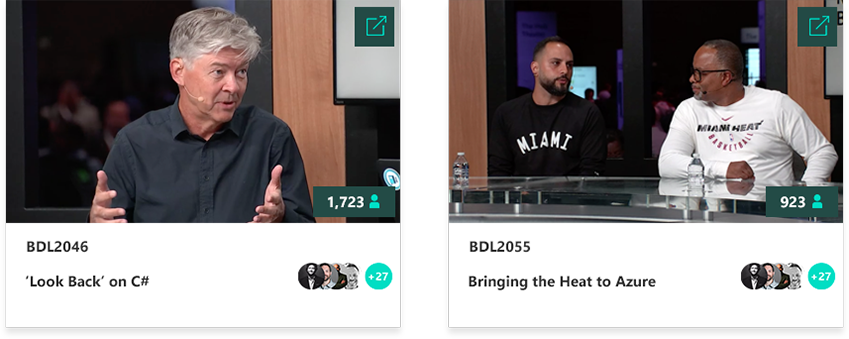 1,723
BDL2046
‘Look Back’ on C#
+27
MIAMI
MIAMI HEAT
BASKETBALL
923
BDL2055
Bringing the Heat to Azure
+27